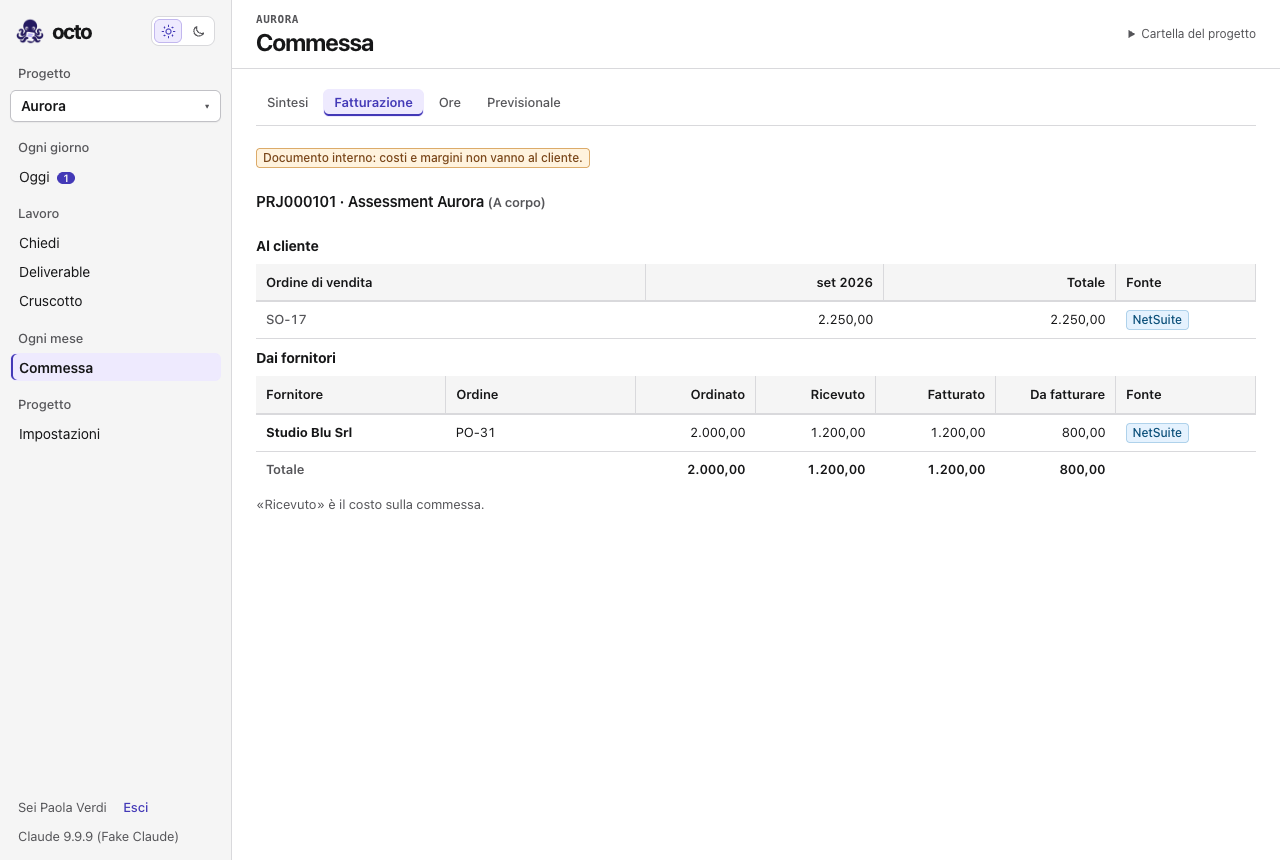 octo
Progetto
Aurora
Ogni giorno
Oggi 1
Lavoro
Chiedi
Deliverable
Cruscotto
Ogni mese
Commessa
Progetto
Impostazioni
Sei Paola Verdi Esci
Claude 9.9.9 (Fake Claude)
AURORA
Commessa
Cartella del progetto
Sintesi Fatturazione Ore Previsionale
Documento interno: costi e margini non vanno al cliente.
PRJ000101 · Assessment Aurora (A corpo)
Al cliente
Ordine di vendita set 2026 Totale Fonte
SO-17 2.250,00 2.250,00 NetSuite
Dai fornitori
Fornitore Ordine Ordinato Ricevuto Fatturato Da fatturare Fonte
Studio Blu Srl PO-31 2.000,00 1.200,00 1.200,00 800,00 NetSuite
Totale 2.000,00 1.200,00 1.200,00 800,00
«Ricevuto» è il costo sulla commessa.